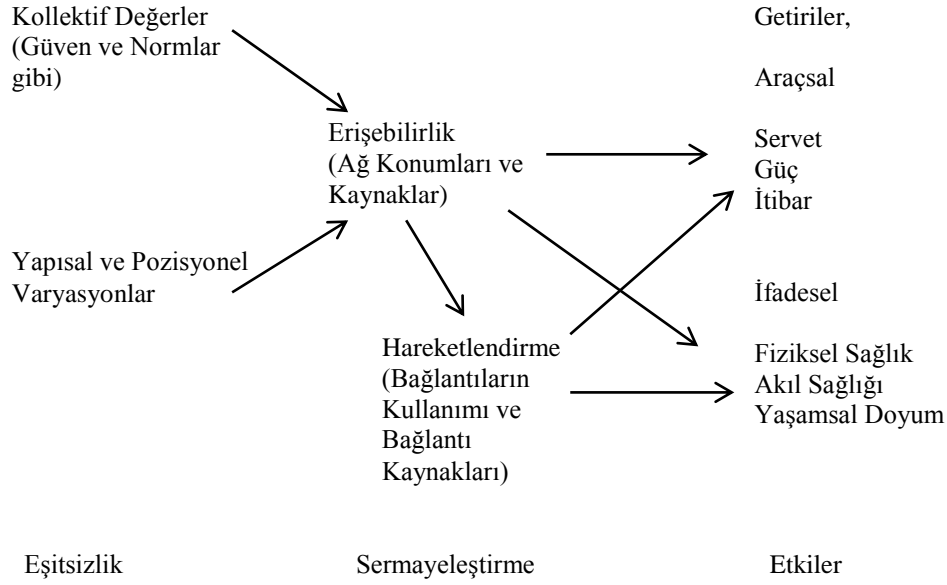 Kollektif Değerler
(Güven ve Normlar
gibi)
Yapısal ve Pozisyonel
Varyasyonlar
Erişebilirlik
(Ağ Konumları ve
Kaynaklar)
Hareketlendirme
(Bağlantıların
Kullanımı ve
Bağlantı
Kaynakları)
Getiriler,
Araçsal
Servet
Güç
İtibar
İfadesel
Fiziksel Sağlık
Akıl Sağlığı
Yaşamsal Doyum
Eşitsizlik
Sermayeleştirme
Etkiler